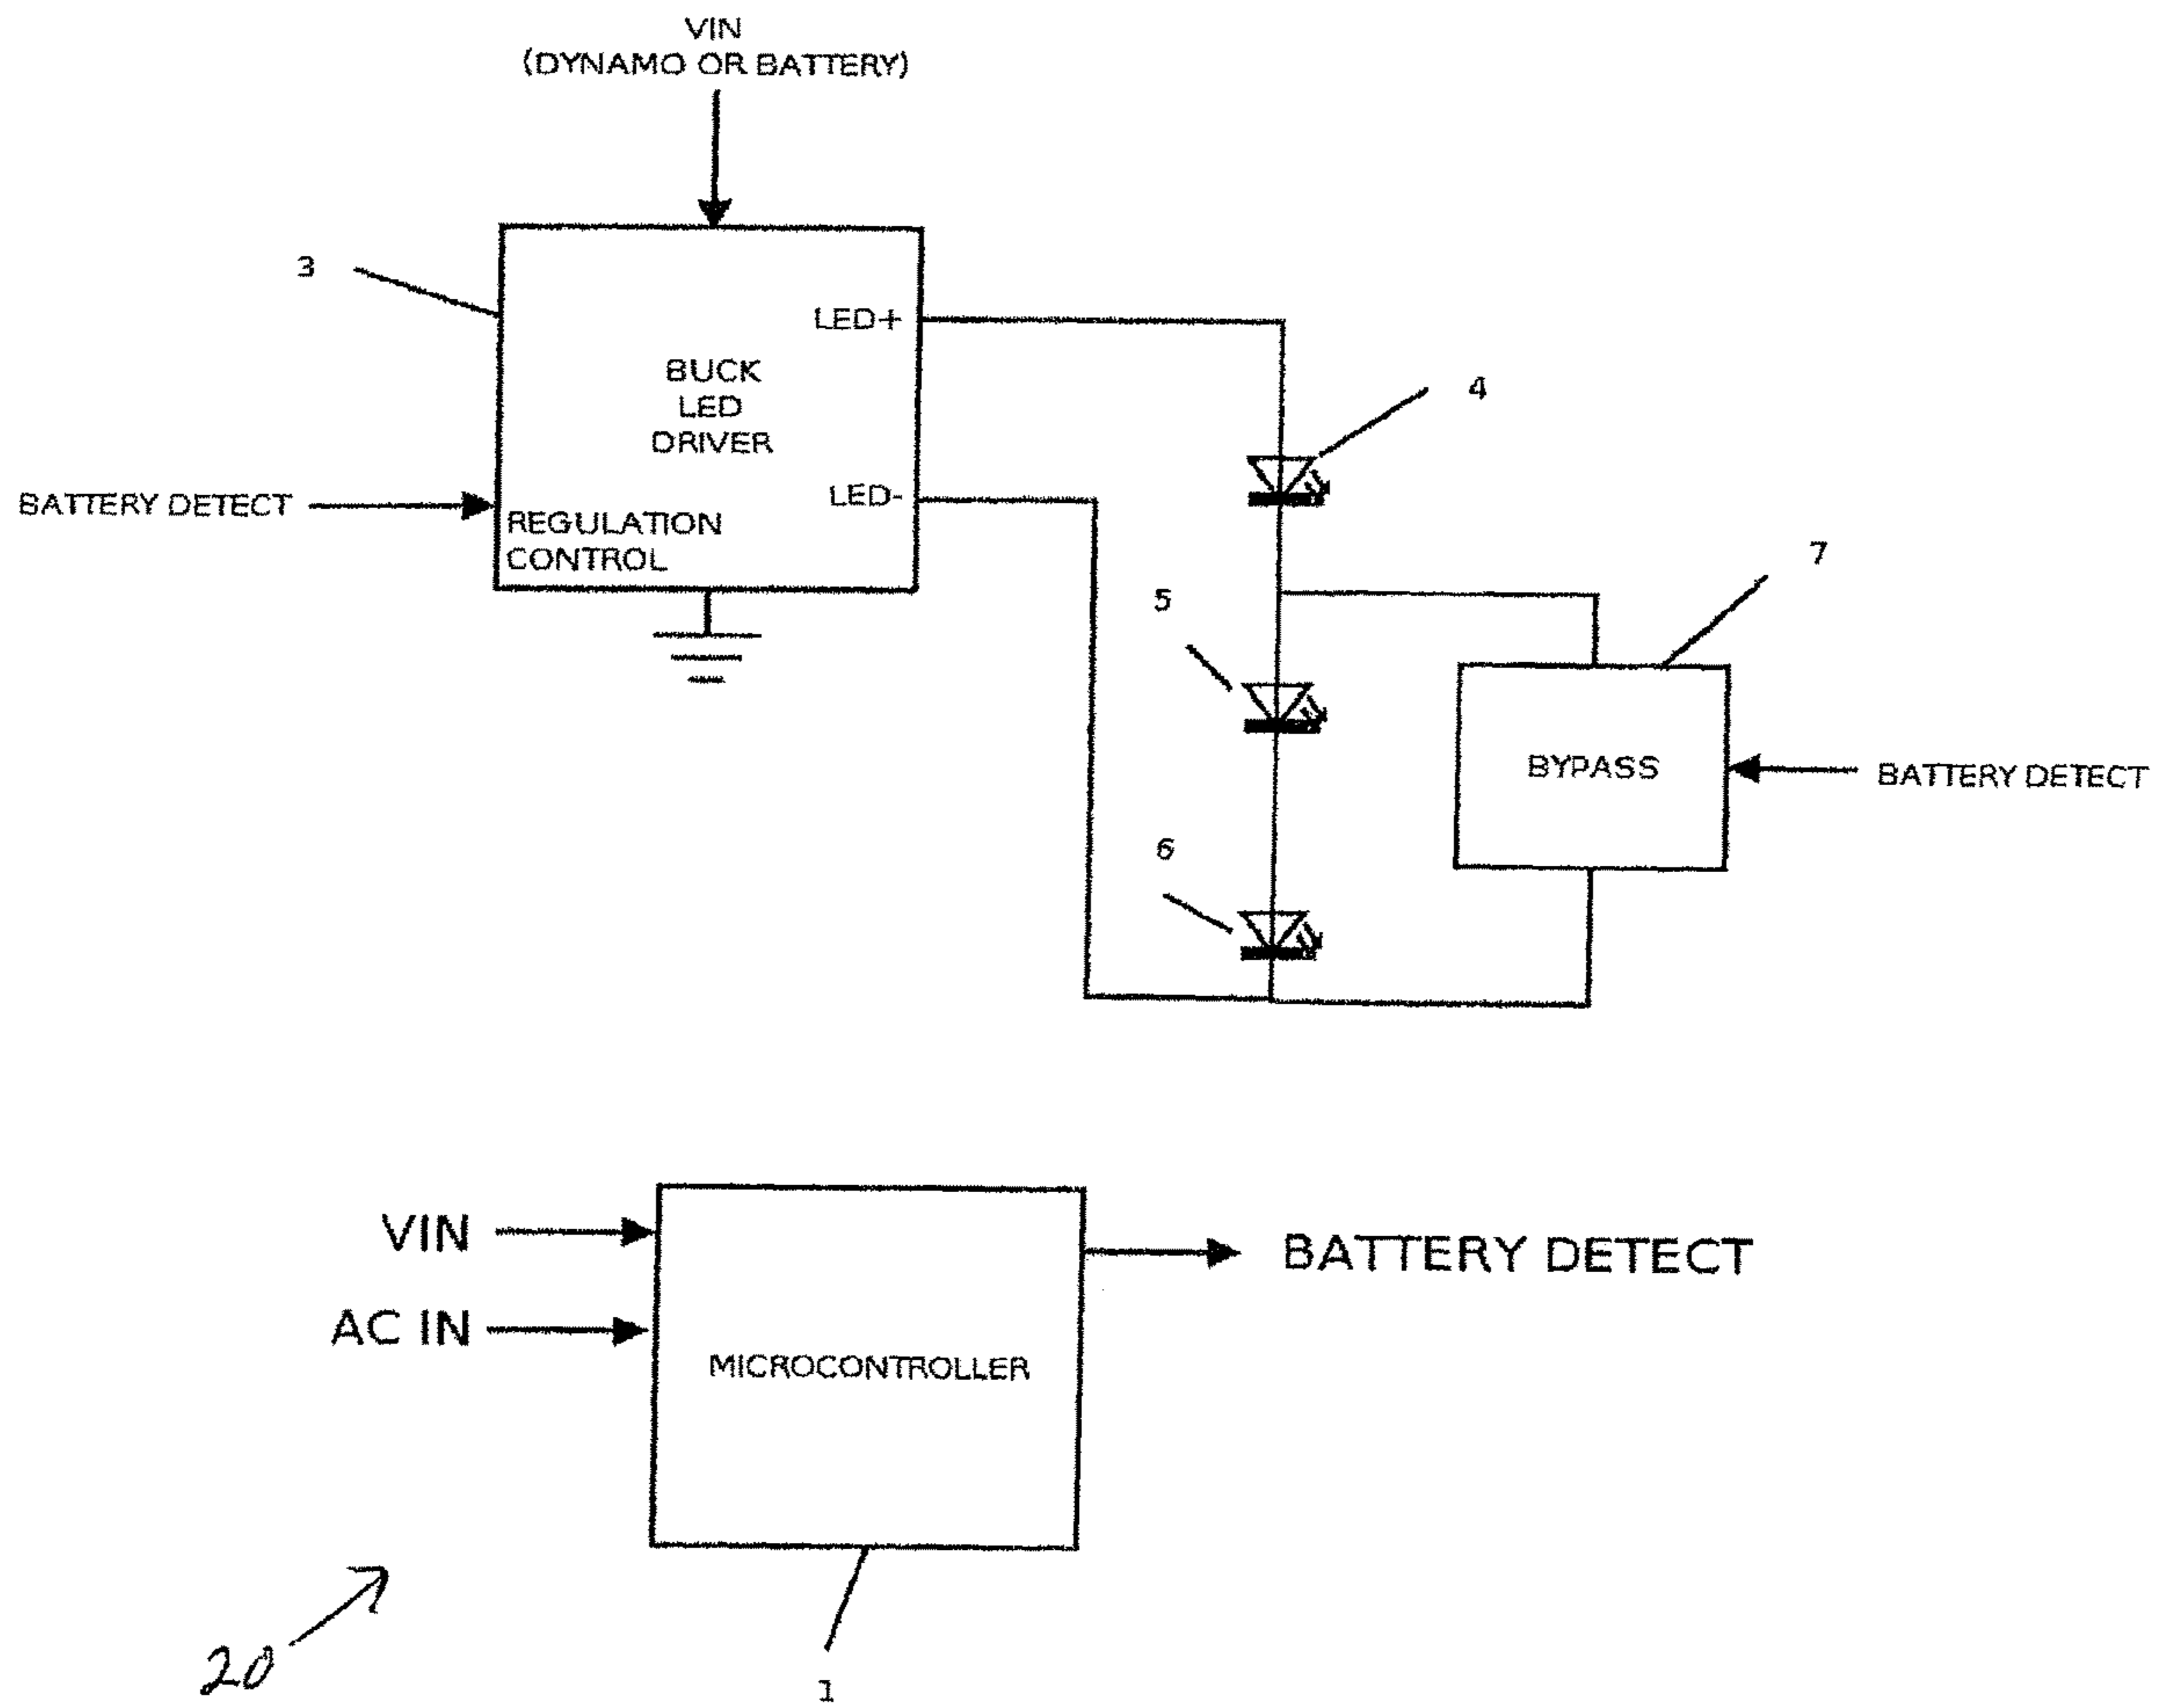 VIN
(DYNAMO OR BATTERY)
3
LED+
BUCK
LED
DRIVER
4
LED-
BATTERY DETECT
REGULATION
CONTROL
7
5
BYPASS
BATTERY DETECT
6
VIN
BATTERY DETECT
AC IN
MICROCONTROLLER
20
1